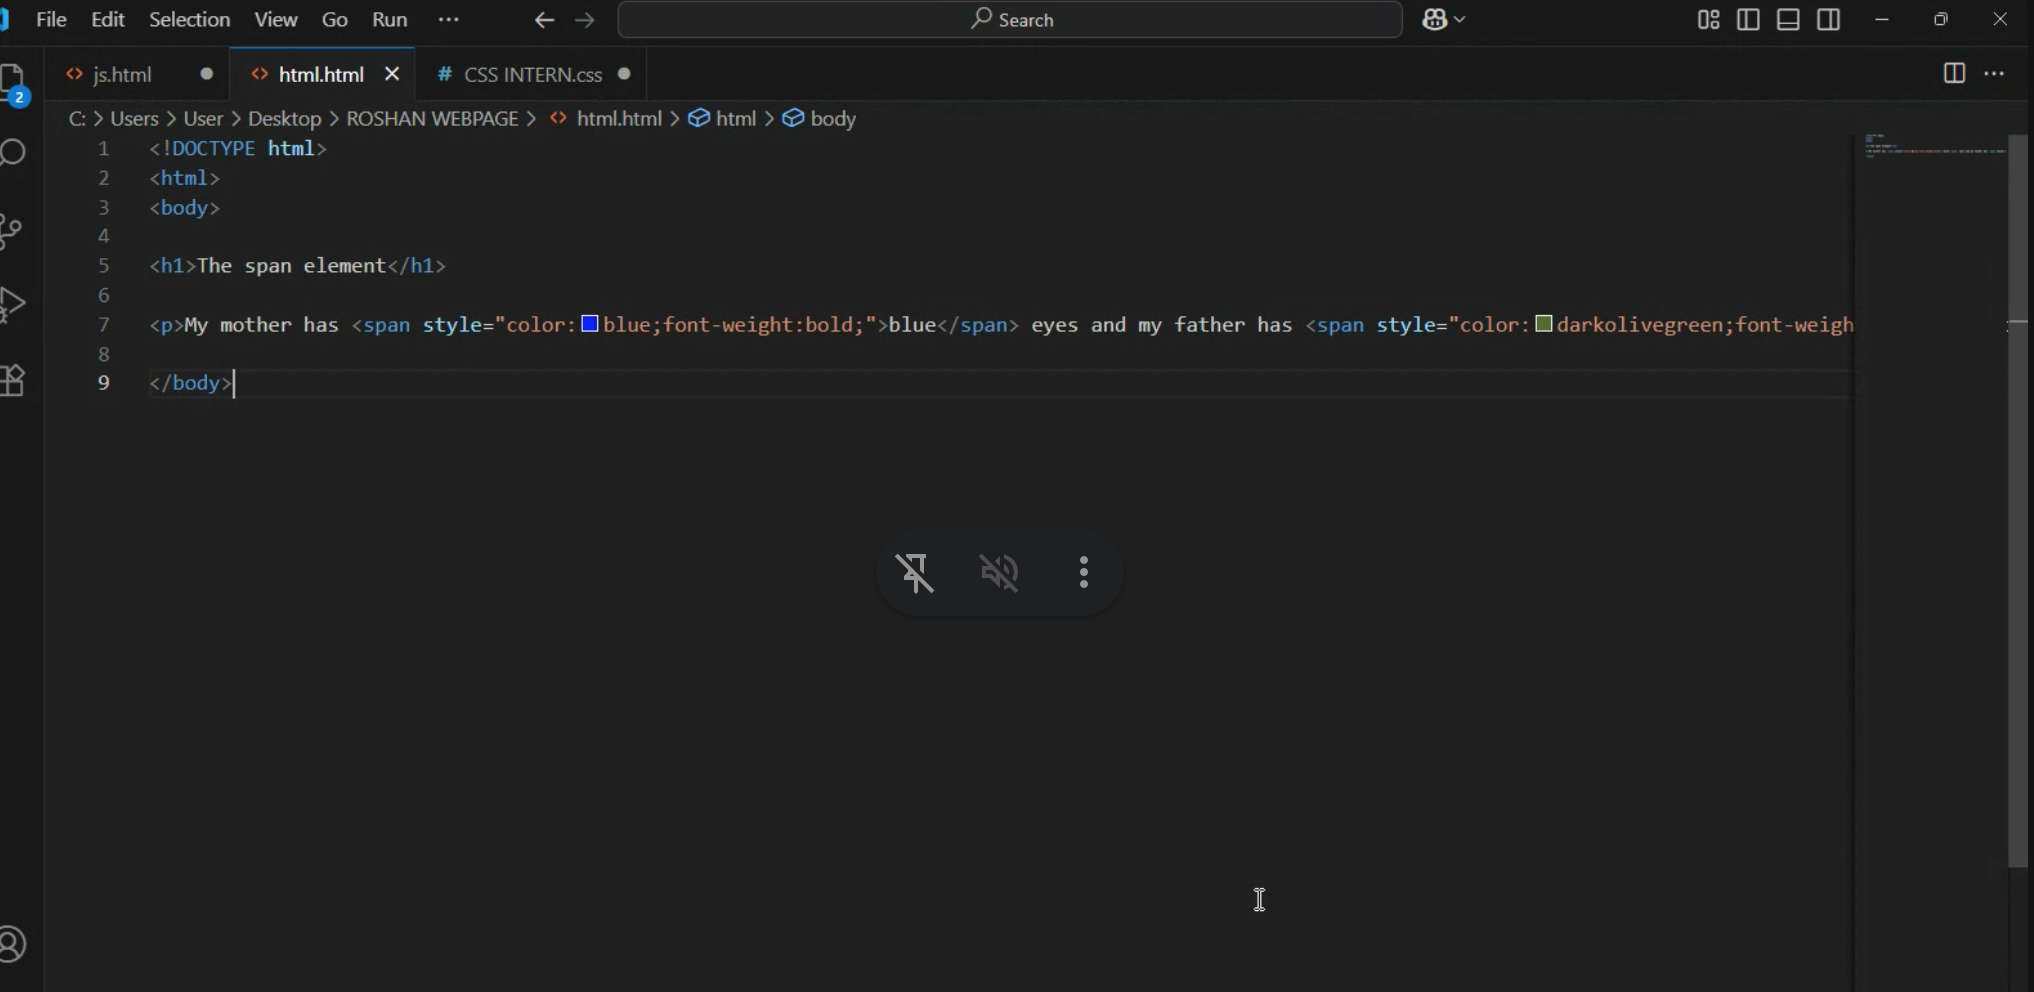 File Edit Selection View Go Run ··· Search
js.html html.html # CSS INTERN.css
2
C: > Users > User > Desktop > ROSHAN WEBPAGE > html.html > html > body
1 <!DOCTYPE html>
2 <html>
3 <body>
4
5 <h1>The span element</h1>
6
7 <p>My mother has <span style="color:blue;font-weight:bold;">blue</span> eyes and my father has <span style="color:darkolivegreen;font-weigh
8
9 </body>